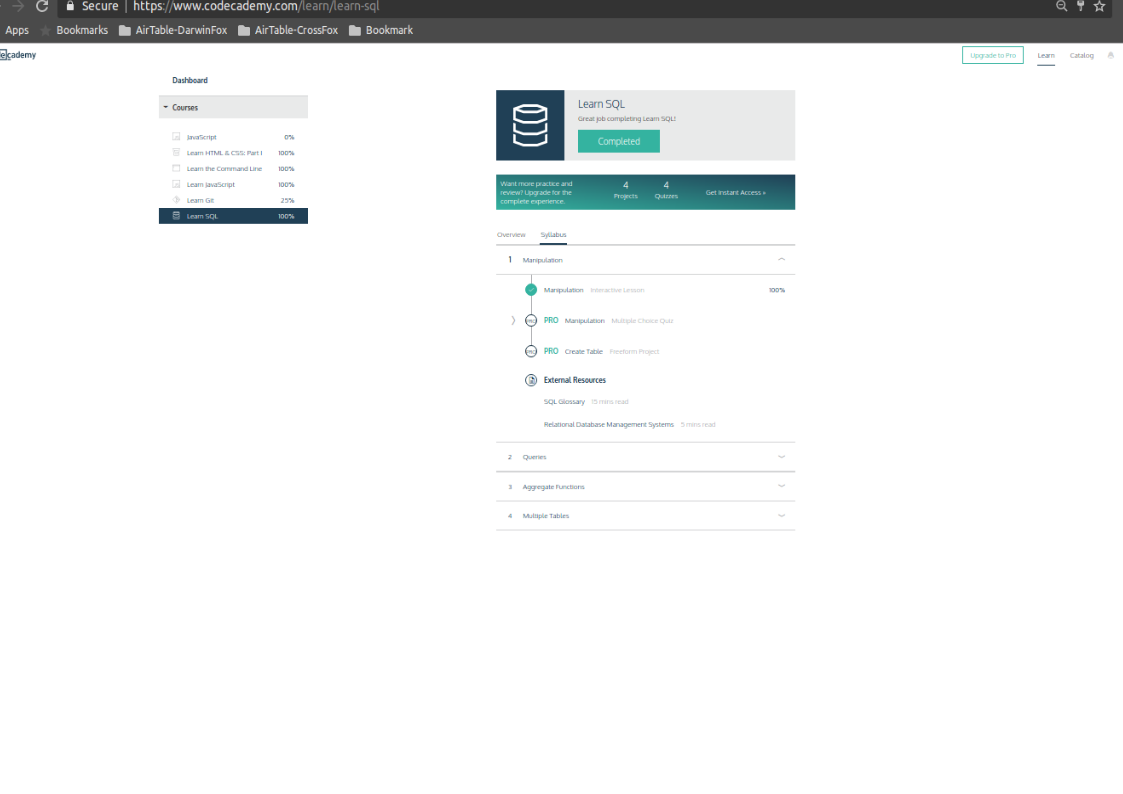 Secure | https://www.codecademy.com/learn/learn-sql
Apps Bookmarks AirTable-DarwinFox AirTable-CrossFox Bookmark
ecademy
Upgrade to Pro Learn Catalog
Dashboard
Courses
JavaScript 0%
Learn HTML & CSS: Part I 100%
Learn the Command Line 100%
Learn JavaScript 100%
Learn Git 25%
Learn SQL 100%
Learn SQL
Great job completing Learn SQL!
Completed
Want more practice and
review? Upgrade for the
complete experience.
4 Projects
4 Quizzes
Get Instant Access »
Overview Syllabus
1 Manipulation
Manipulation Interactive Lesson 100%
PRO PRO Manipulation Multiple Choice Quiz
PRO PRO Create Table Freeform Project
External Resources
SQL Glossary 15 mins read
Relational Database Management Systems 5 mins read
2 Queries
3 Aggregate Functions
4 Multiple Tables